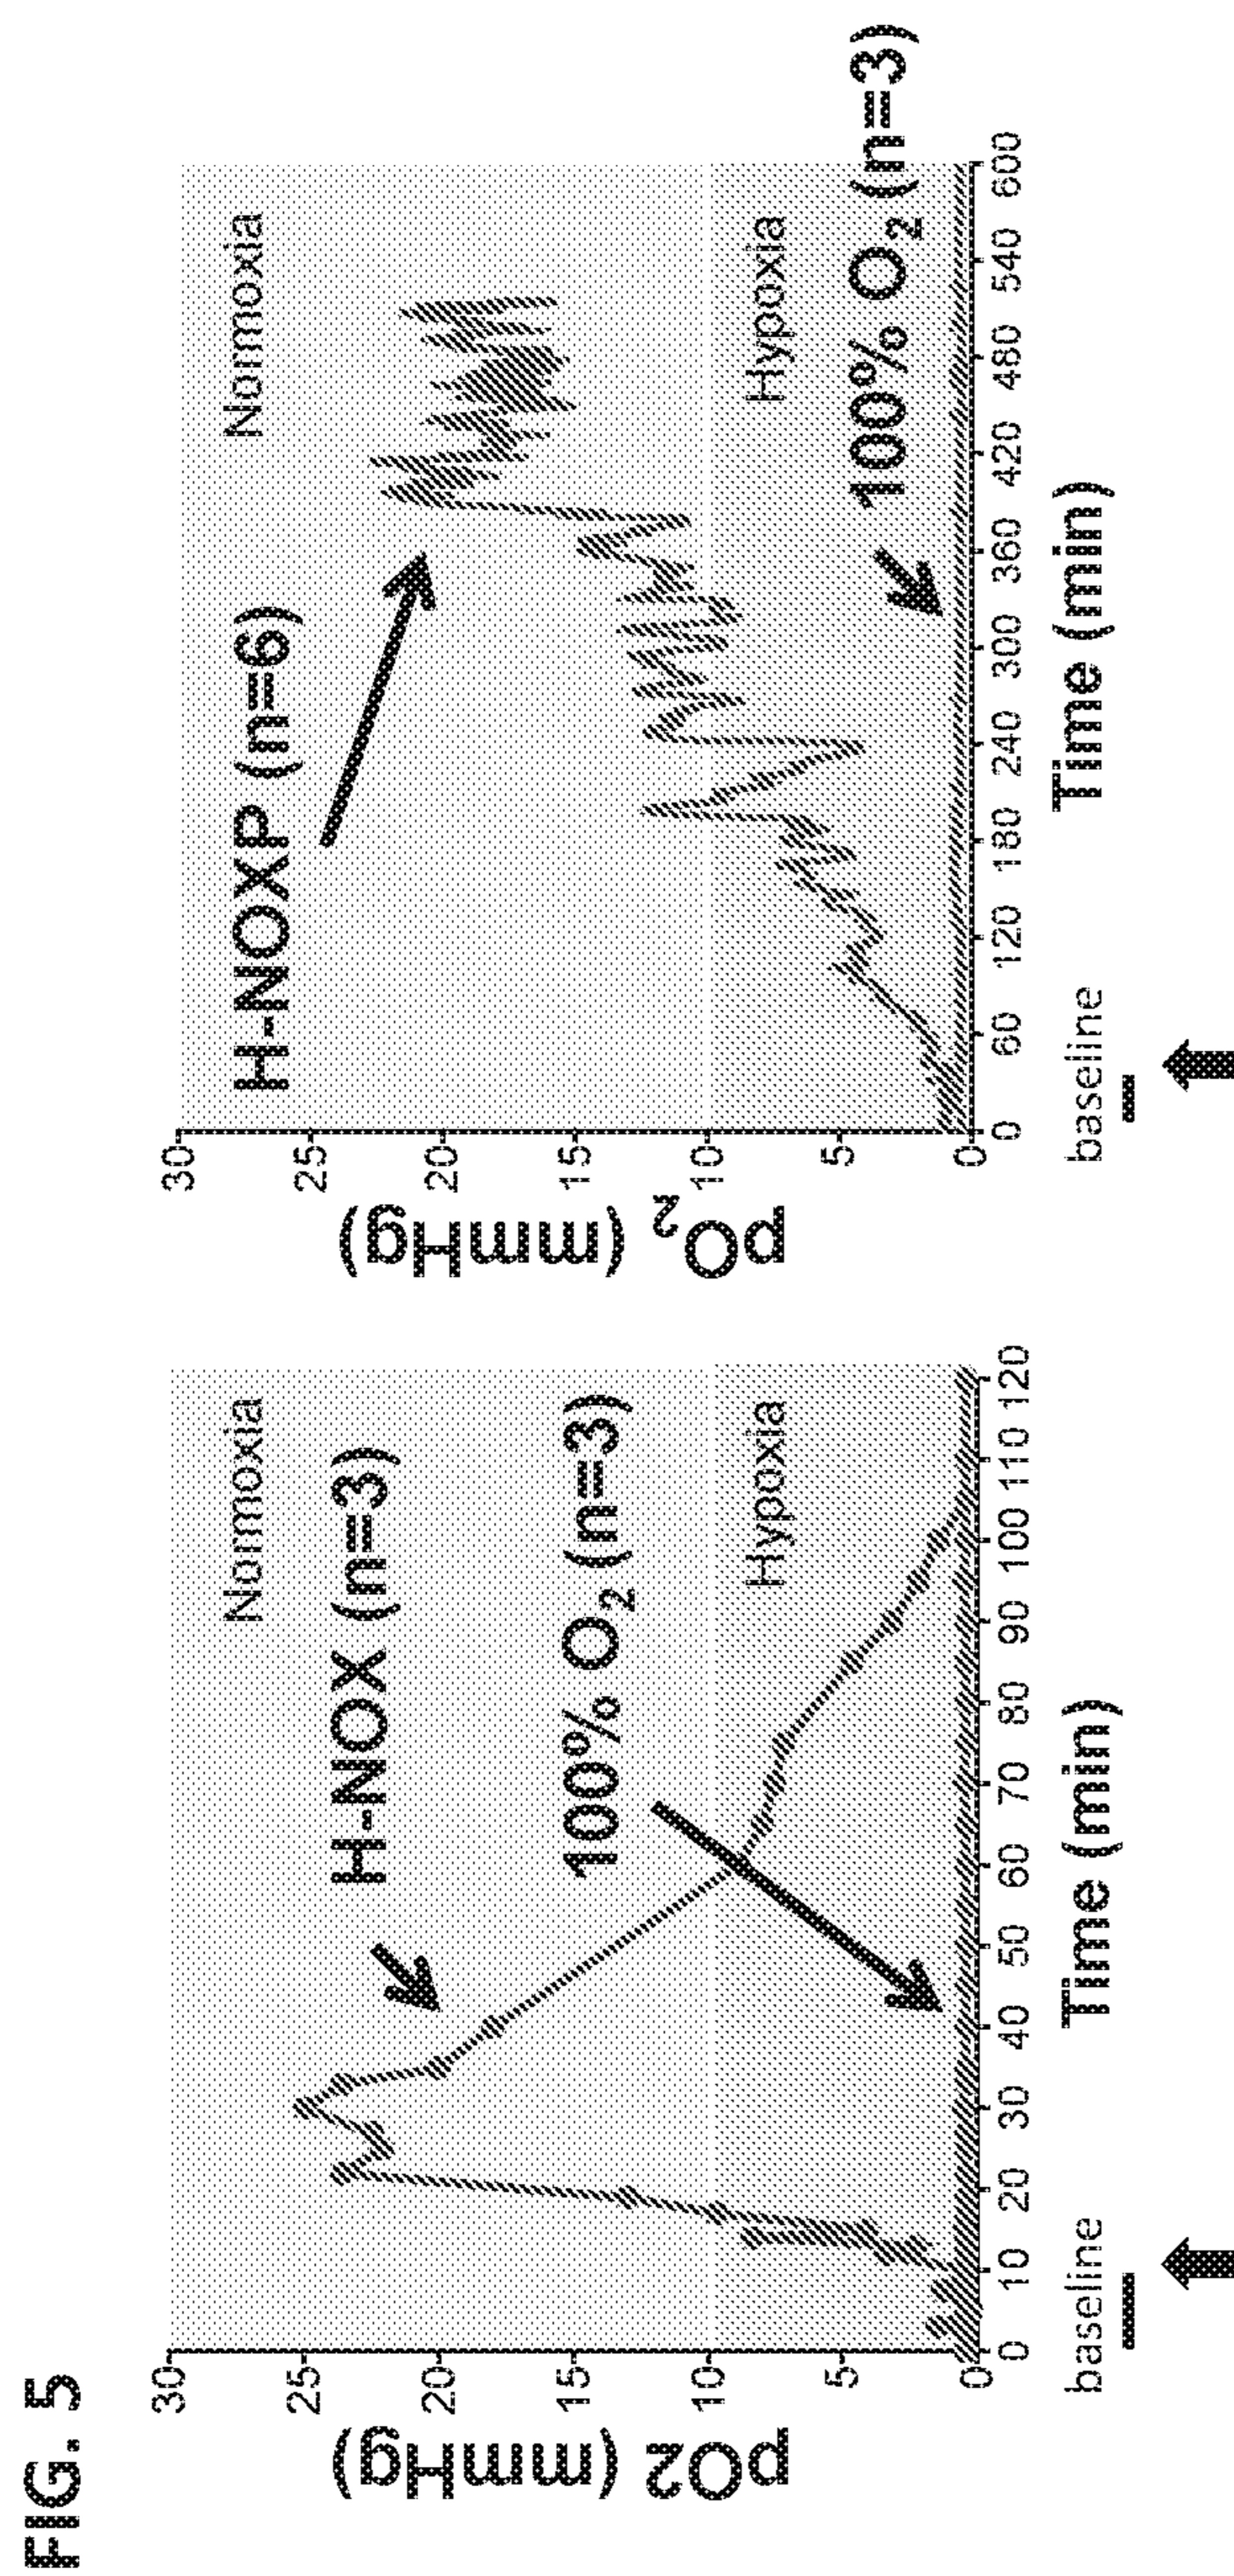 FIG. 5
pO2 (mmHg)
30
25
20
15
10
5
0
Normoxia
H-NOX (n=3)
100% O₂ (n=3)
Hypoxia
0 10 20 30 40 50 60 70 80 90 100 110 120
baseline
Time (min)
pO₂ (mmHg)
30
25
20
15
10
5
0
H-NOXP (n=6)
Normoxia
Hypoxia
100% O₂ (n=3)
0 60 120 180 240 300 360 420 480 540 600
baseline
Time (min)